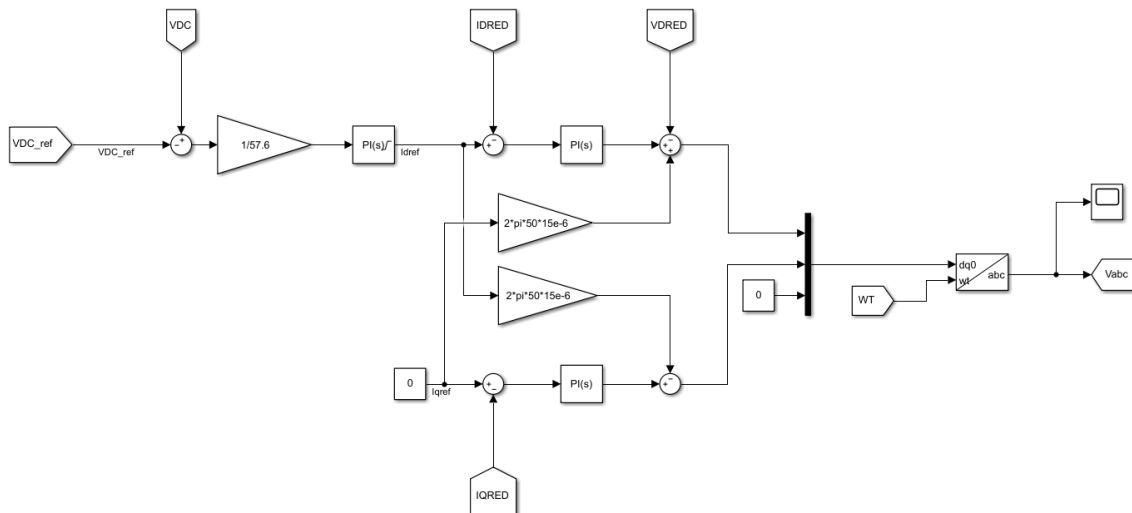 VDC
IDRED
VDRED
VDC_ref
VDC_ref
1/57.6
PI(s)
Idref
PI(s)
2*pi*50*15e-6
2*pi*50*15e-6
0
WT
dq0
wt
abc
Vabc
0
Iqref
PI(s)
IQRED